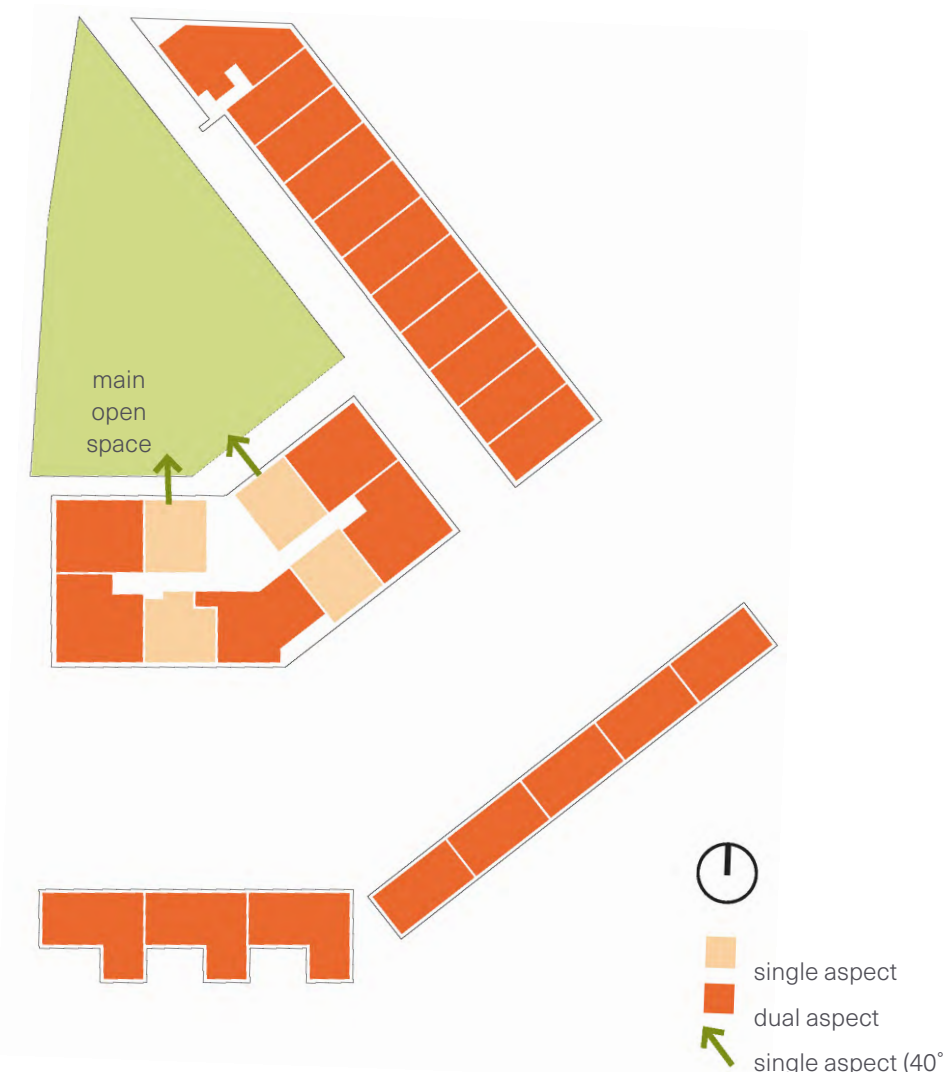 main
open
space
single aspect
dual aspect
single aspect (40°